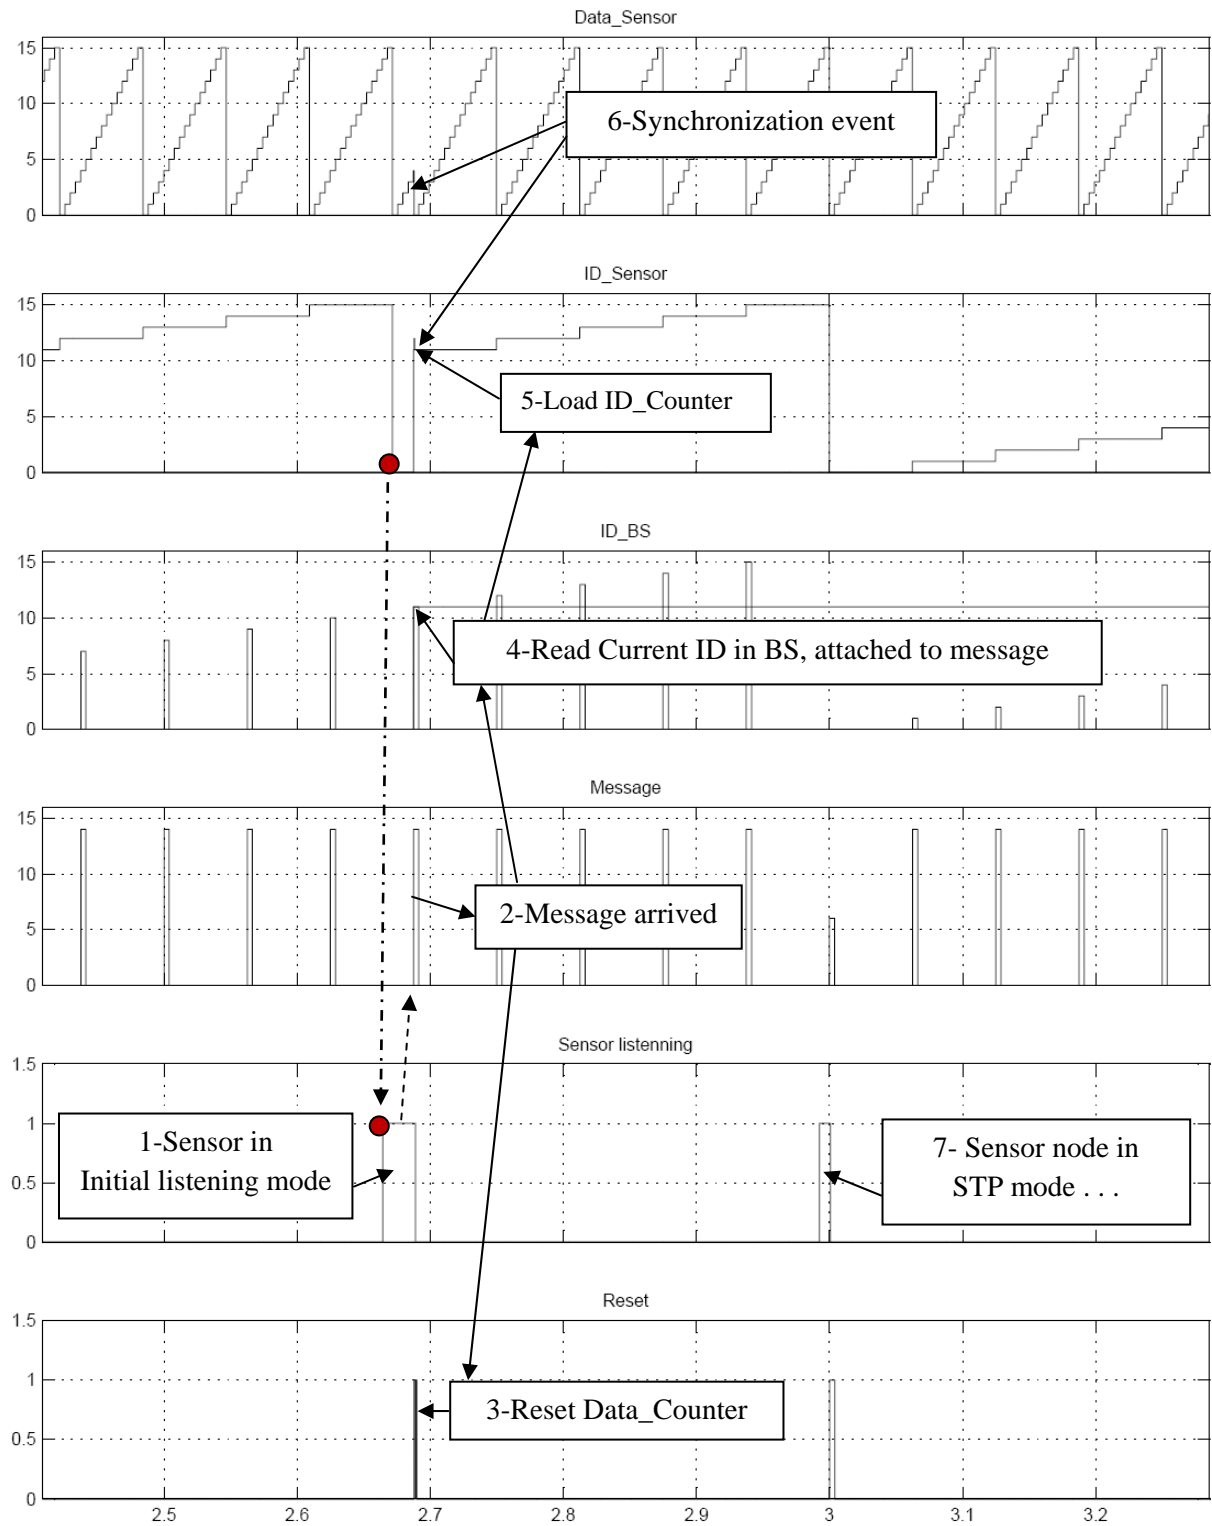 Data_Sensor
15
10
5
0
6-Synchronization event
ID_Sensor
15
10
5
0
5-Load ID_Counter
ID_BS
15
10
5
0
4-Read Current ID in BS, attached to message
Message
15
10
5
0
2-Message arrived
Sensor listenning
1.5
1
0.5
0
1-Sensor in
Initial listening mode
7- Sensor node in
STP mode . . .
Reset
1.5
1
0.5
0
3-Reset Data_Counter
2.5 2.6 2.7 2.8 2.9 3 3.1 3.2